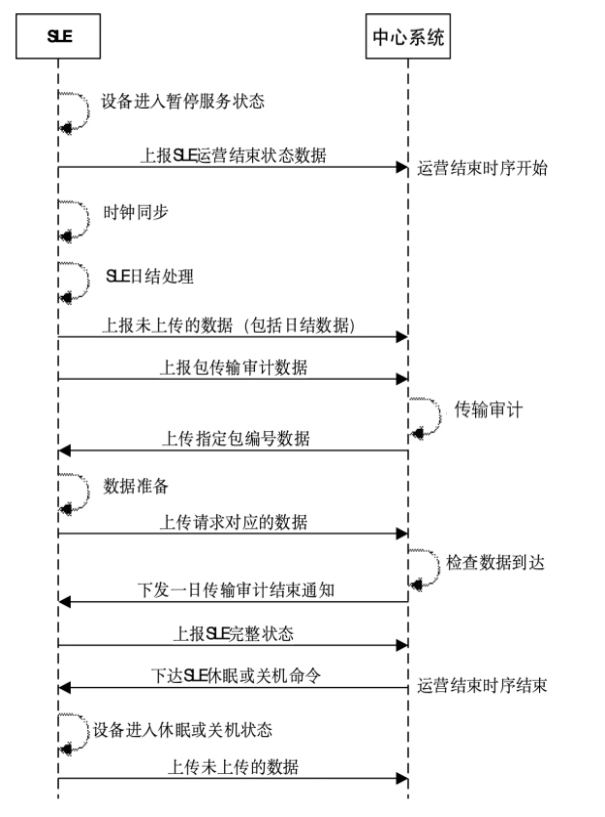 SLE
中心系统
设备进入暂停服务状态
上报SLE运营结束状态数据
运营结束时序开始
时钟同步
SLE日结处理
上报未上传的数据（包括日结数据）
上报包传输审计数据
传输审计
上传指定包编号数据
数据准备
上传请求对应的数据
检查数据到达
下发一日传输审计结束通知
上报SLE完整状态
下达SLE休眠或关机命令
运营结束时序结束
设备进入休眠或关机状态
上传未上传的数据